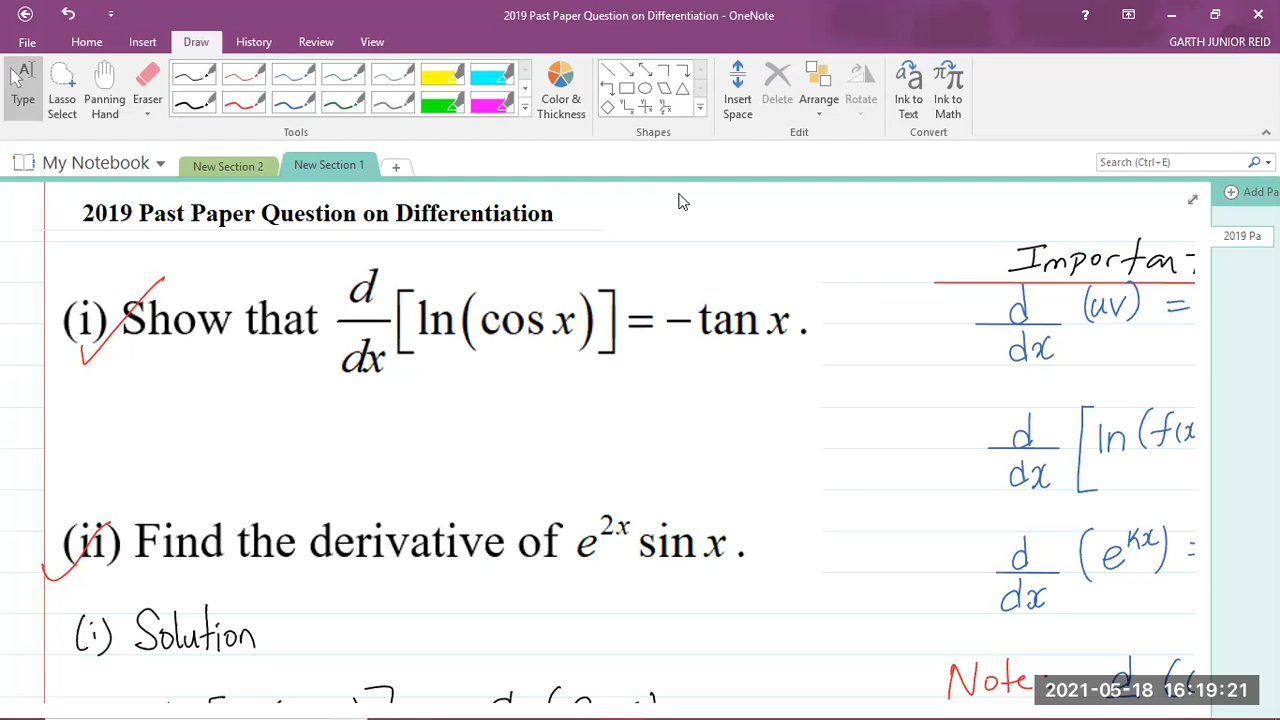 2019 Past Paper Question on Differentiation - OneNote
File Home Insert Draw History Review View GARTH JUNIOR REID
Type Lasso Select Panning Hand Eraser Color & Thickness Insert Space Delete Arrange Rotate Ink to Text Ink to Math
Tools Shapes Edit Convert
My Notebook New Section 2 New Section 1 + Search (Ctrl+E)
Add Pa
2019 Pa
2019 Past Paper Question on Differentiation
Importan
(i) Show that d/dx [ln(cos x)] = − tan x.
d/dx (uv) =
d/dx [ln (f(x
(ii) Find the derivative of e^{2x} sin x.
d/dx (e^{Kx}) =
(i) Solution
Note: d
2021-05-18 16:19:21